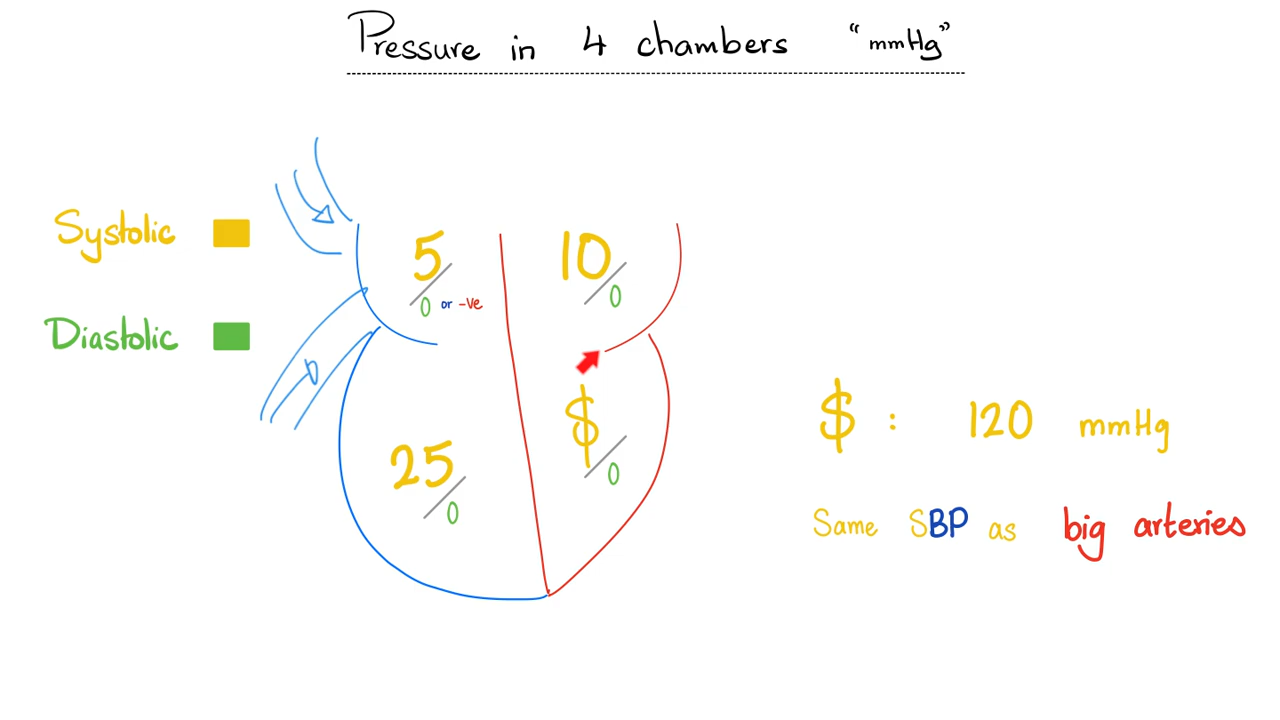 Pressure in 4 chambers "mmHg"
Systolic
Diastolic
5/0 or -ve
10/0
25/0
$/0
$ : 120 mmHg
Same SBP as big arteries